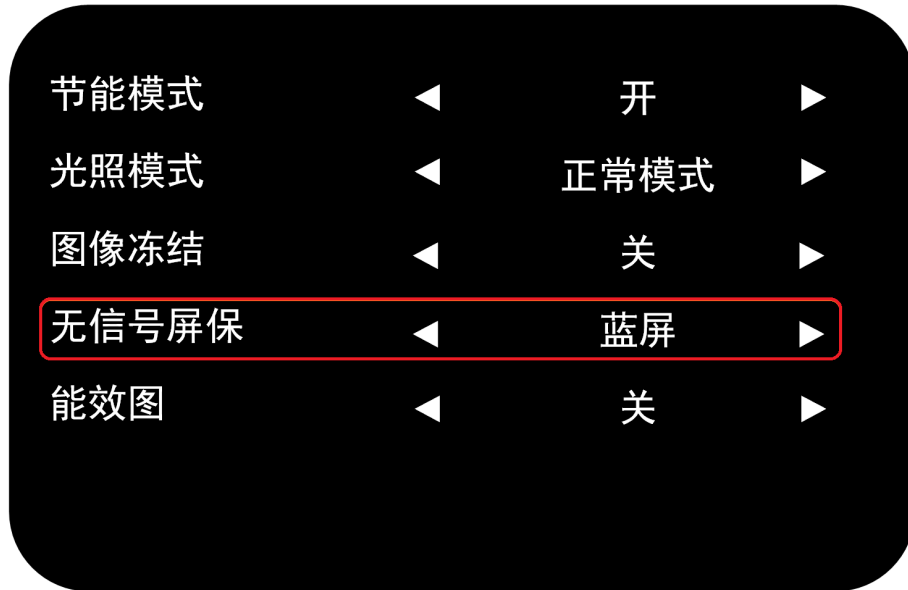 节能模式 ◀ 开 ▶
光照模式 ◀ 正常模式 ▶
图像冻结 ◀ 关 ▶
无信号屏保 ◀ 蓝屏 ▶
能效图 ◀ 关 ▶